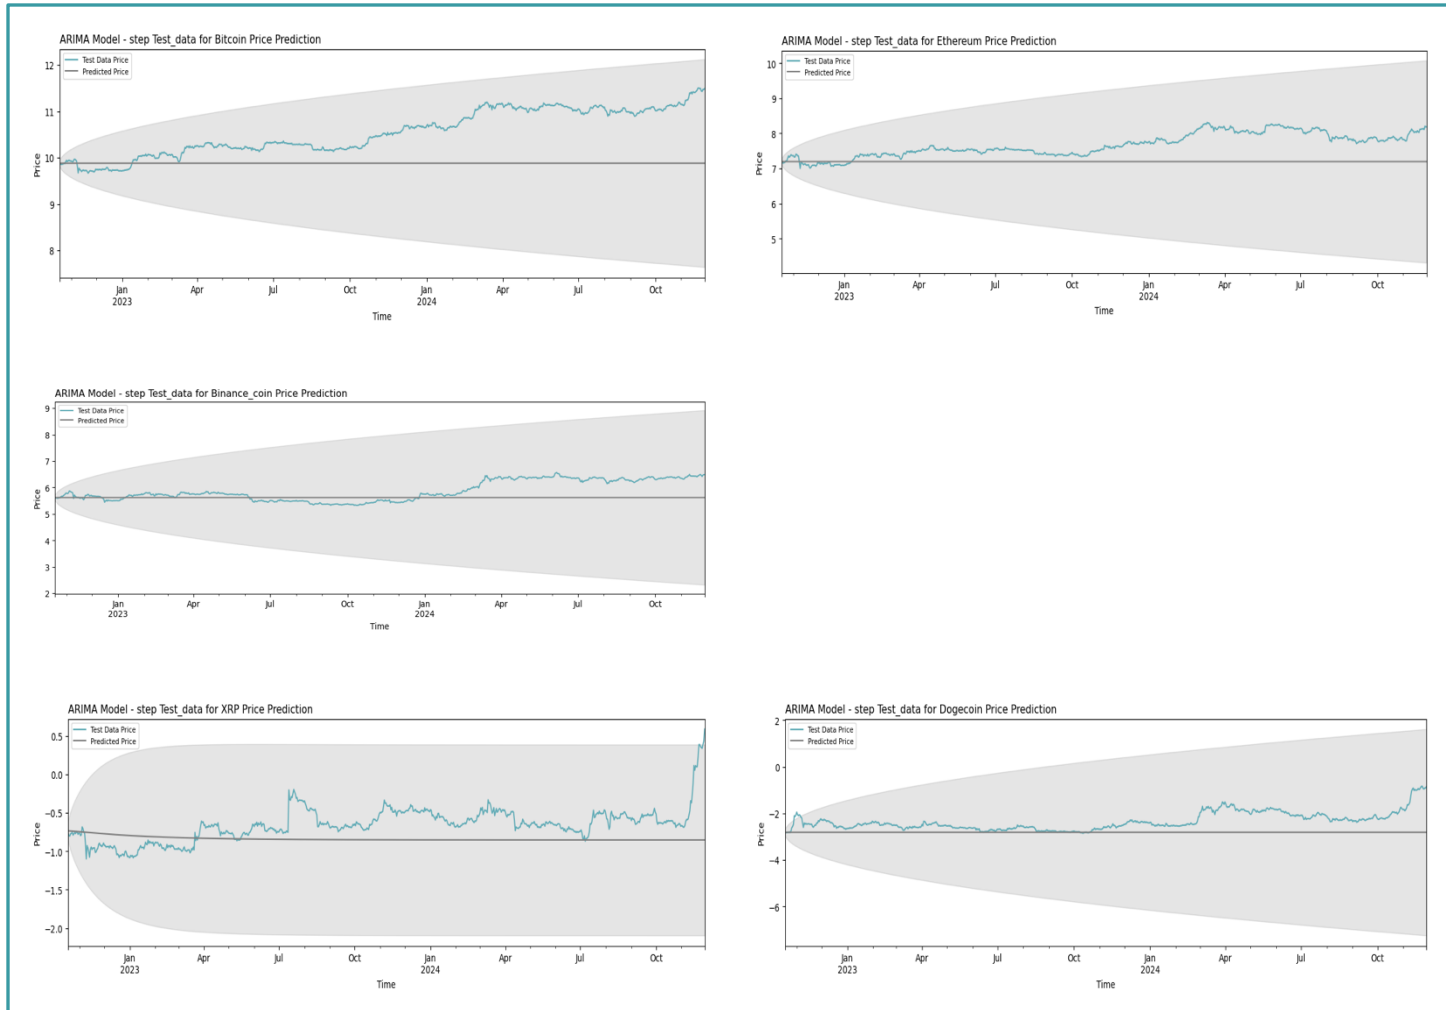 ARIMA Model - step Test_data for Bitcoin Price Prediction
Test Data Price
Predicted Price
12
11
10
9
8
Price
Jan
2023
Apr
Jul
Oct
Jan
2024
Apr
Jul
Oct
Time
ARIMA Model - step Test_data for Ethereum Price Prediction
Test Data Price
Predicted Price
10
9
8
7
6
5
Price
Jan
2023
Apr
Jul
Oct
Jan
2024
Apr
Jul
Oct
Time
ARIMA Model - step Test_data for Binance_coin Price Prediction
Test Data Price
Predicted Price
9
8
7
6
5
4
3
2
Price
Jan
2023
Apr
Jul
Oct
Jan
2024
Apr
Jul
Oct
Time
ARIMA Model - step Test_data for XRP Price Prediction
Test Data Price
Predicted Price
0.5
0.0
−0.5
−1.0
−1.5
−2.0
Price
Jan
2023
Apr
Jul
Oct
Jan
2024
Apr
Jul
Oct
Time
ARIMA Model - step Test_data for Dogecoin Price Prediction
Test Data Price
Predicted Price
2
0
−2
−4
−6
Price
Jan
2023
Apr
Jul
Oct
Jan
2024
Apr
Jul
Oct
Time